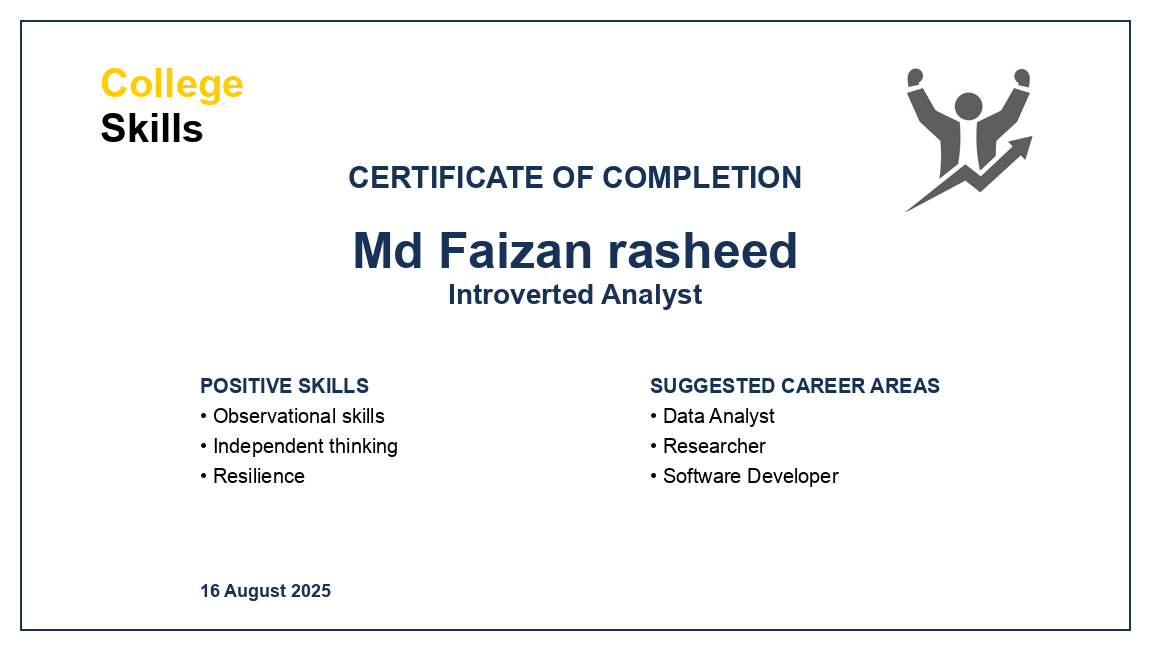 College
Skills
CERTIFICATE OF COMPLETION
Md Faizan rasheed
Introverted Analyst
POSITIVE SKILLS
• Observational skills
• Independent thinking
• Resilience
SUGGESTED CAREER AREAS
• Data Analyst
• Researcher
• Software Developer
16 August 2025